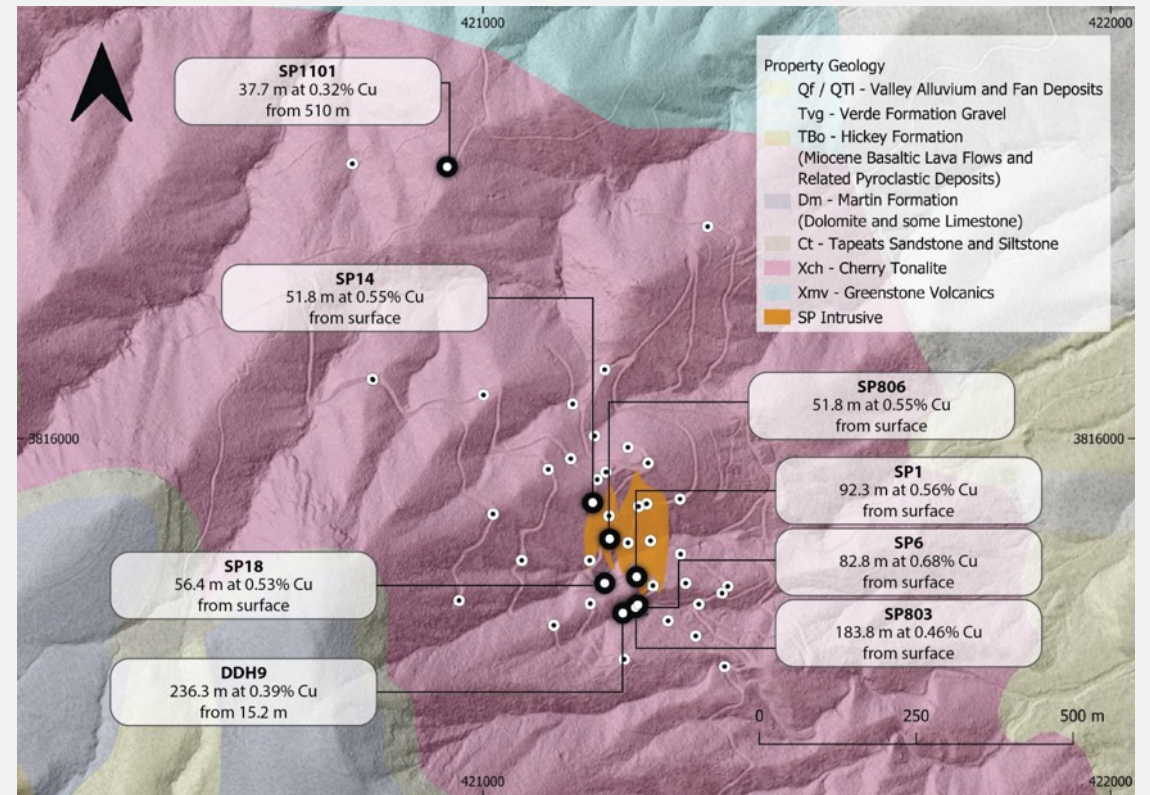 421000
422000
SP1101
37.7 m at 0.32% Cu
from 510 m
Property Geology
Qf / QTl - Valley Alluvium and Fan Deposits
Tvg - Verde Formation Gravel
TBo - Hickey Formation
(Miocene Basaltic Lava Flows and
Related Pyroclastic Deposits)
Dm - Martin Formation
(Dolomite and some Limestone)
Ct - Tapeats Sandstone and Siltstone
Xch - Cherry Tonalite
Xmv - Greenstone Volcanics
SP Intrusive
SP14
51.8 m at 0.55% Cu
from surface
SP806
51.8 m at 0.55% Cu
from surface
3816000
3816000
SP1
92.3 m at 0.56% Cu
from surface
SP6
82.8 m at 0.68% Cu
from surface
SP18
56.4 m at 0.53% Cu
from surface
SP803
183.8 m at 0.46% Cu
from surface
DDH9
236.3 m at 0.39% Cu
from 15.2 m
0 250 500 m
421000
422000